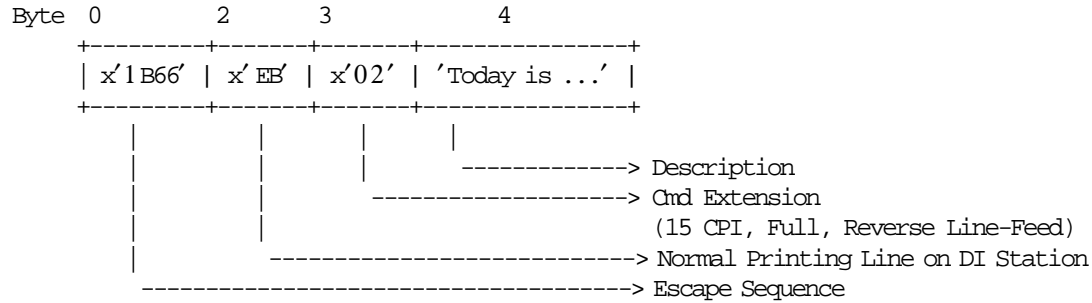 Byte 0 2 3 4
+---------+-------+-------+----------------+
| x'1B66' | x'EB' | x'02' | 'Today is ...' |
+---------+-------+-------+----------------+
| | | |
| | | -------------> Description
| | --------------------> Cmd Extension
| | (15 CPI, Full, Reverse Line-Feed)
| ----------------------------> Normal Printing Line on DI Station
--------------------------------------> Escape Sequence